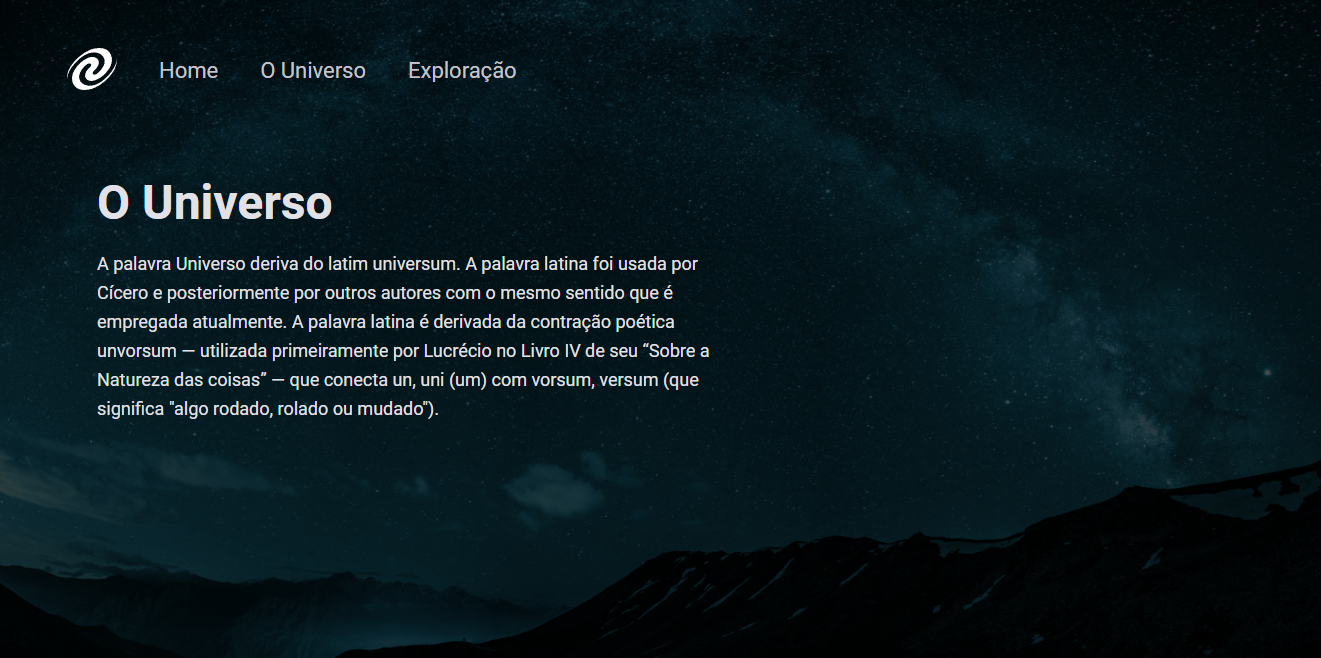 Home O Universo Exploração
O Universo
A palavra Universo deriva do latim universum. A palavra latina foi usada por
Cícero e posteriormente por outros autores com o mesmo sentido que é
empregada atualmente. A palavra latina é derivada da contração poética
unvorsum — utilizada primeiramente por Lucrécio no Livro IV de seu “Sobre a
Natureza das coisas” — que conecta un, uni (um) com vorsum, versum (que
significa "algo rodado, rolado ou mudado").